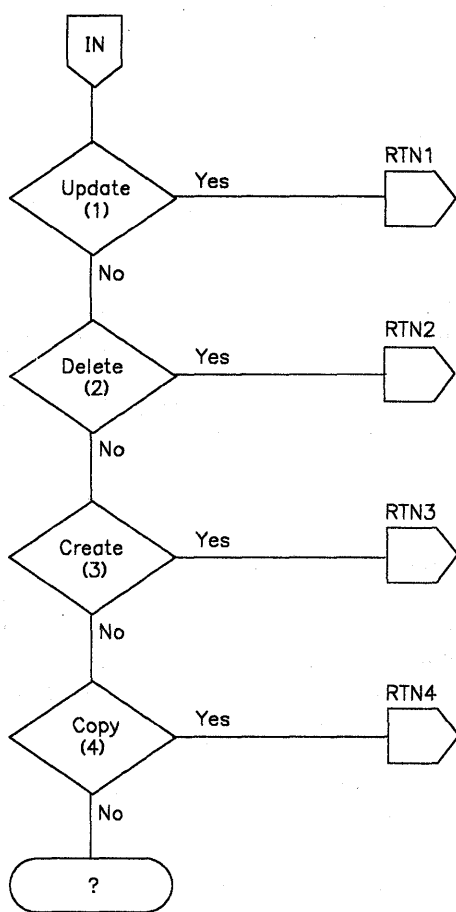 IN
RTN1
Update
(1)
Yes
No
RTN2
Delete
(2)
Yes
No
RTN3
Create
(3)
Yes
No
RTN4
Copy
(4)
Yes
No
?